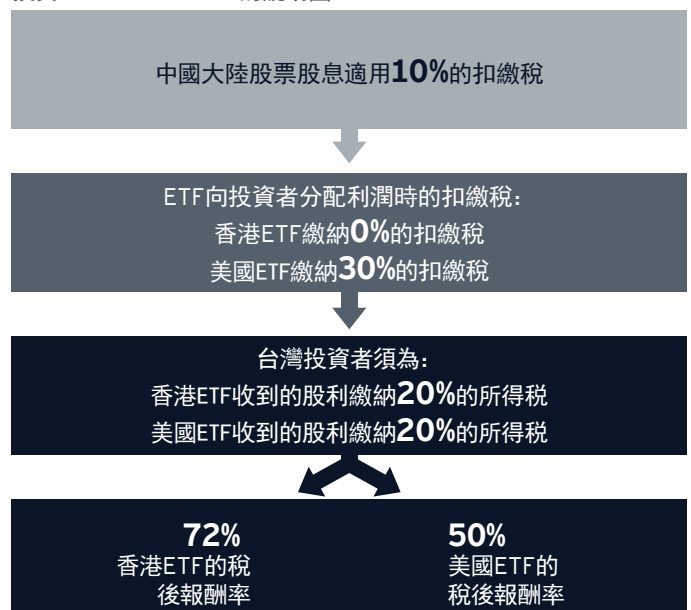 中國大陸股票股息適用10%的扣繳稅
ETF向投資者分配利潤時的扣繳稅:
香港ETF繳納0%的扣繳稅
美國ETF繳納30%的扣繳稅
台灣投資者須為:
香港ETF收到的股利繳納20%的所得稅
美國ETF收到的股利繳納20%的所得稅
72%
香港ETF的稅
後報酬率
50%
美國ETF的
稅後報酬率